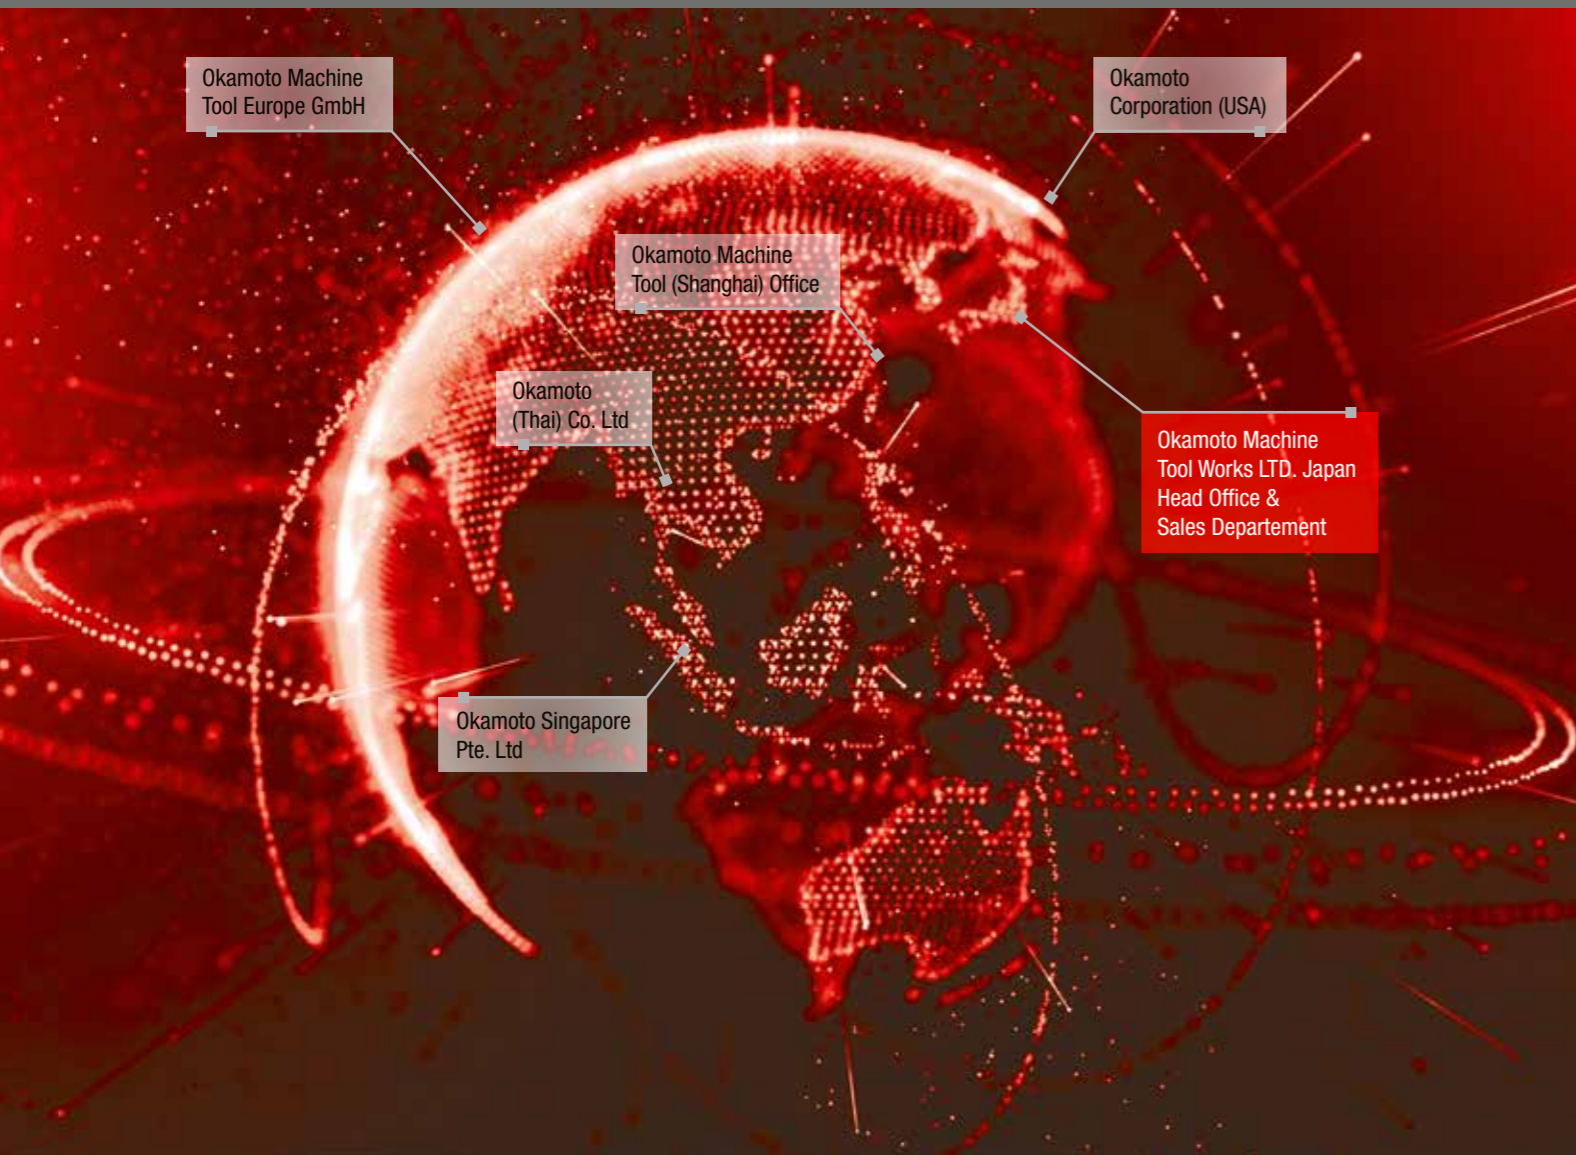 Okamoto Machine
Tool Europe GmbH
Okamoto
Corporation (USA)
Okamoto Machine
Tool (Shanghai) Office
Okamoto
(Thai) Co. Ltd
Okamoto Machine
Tool Works LTD. Japan
Head Office &
Sales Departement
Okamoto Singapore
Pte. Ltd